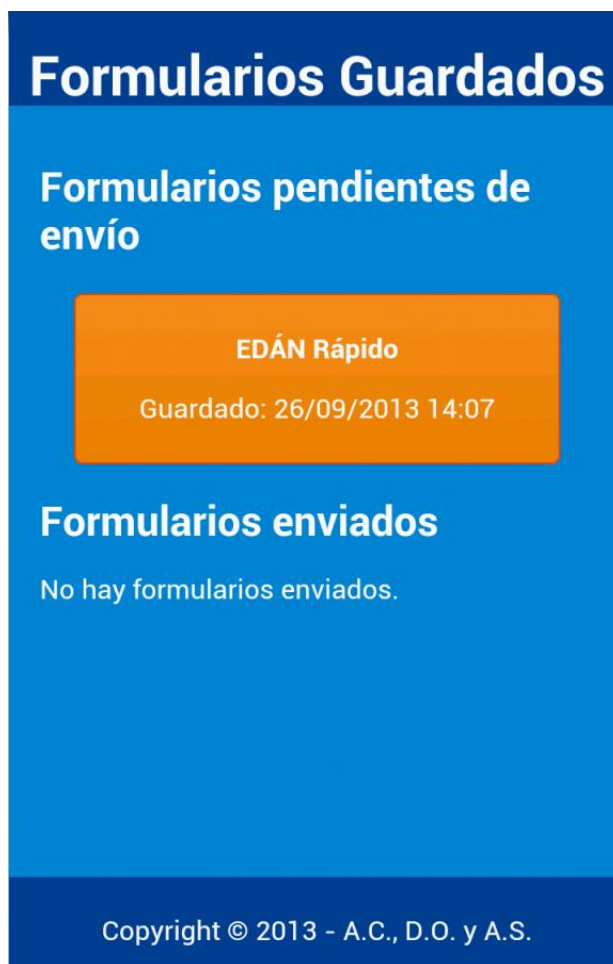 Formularios Guardados
Formularios pendientes de
envío
EDÁN Rápido
Guardado: 26/09/2013 14:07
Formularios enviados
No hay formularios enviados.
Copyright © 2013 - A.C., D.O. y A.S.